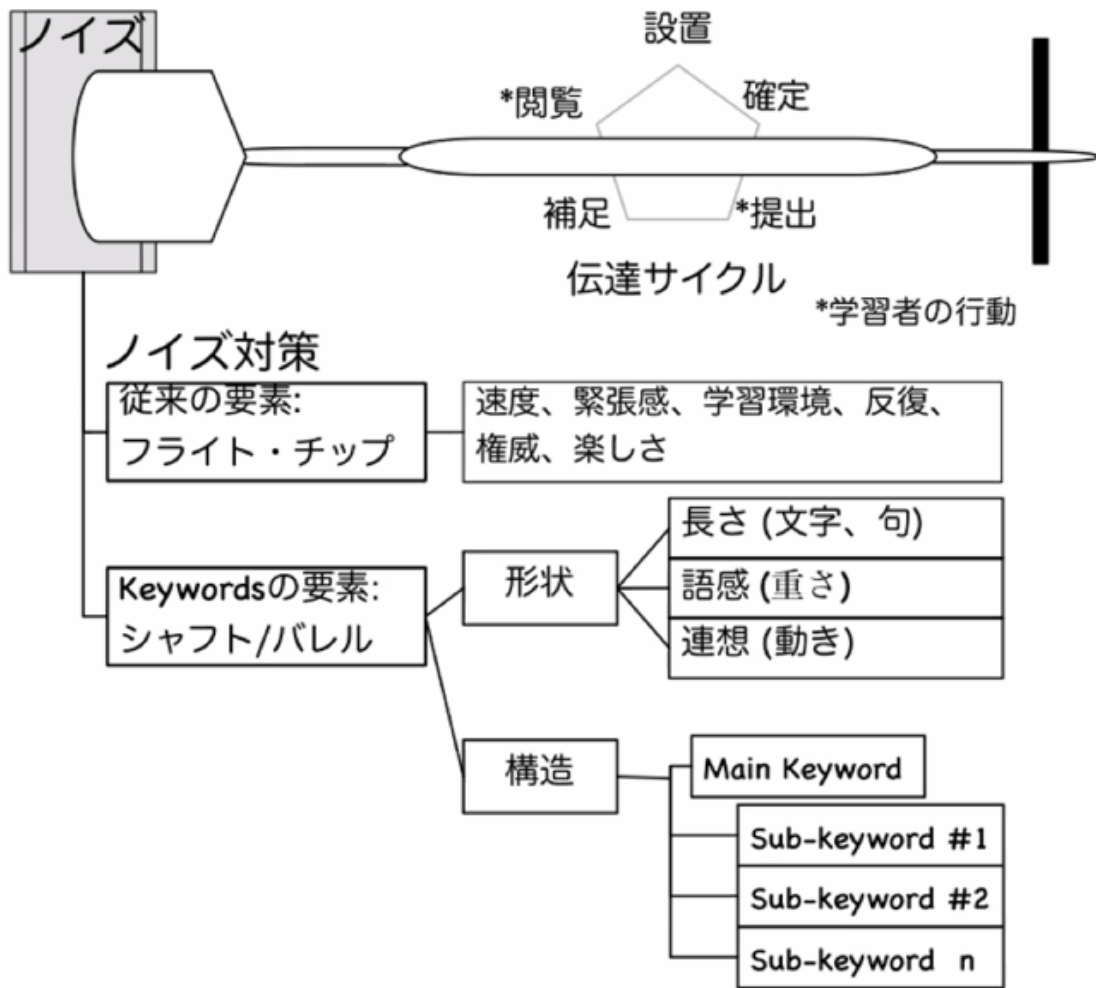 ノイズ
設置
*閲覧
確定
補足
*提出
伝達サイクル
*学習者の行動
ノイズ対策
従来の要素:
フライト・チップ
速度、緊張感、学習環境、反復、
権威、楽しさ
Keywordsの要素:
シャフト/バレル
形状
長さ (文字、句)
語感 (重さ)
連想 (動き)
構造
Main Keyword
Sub-keyword #1
Sub-keyword #2
Sub-keyword n